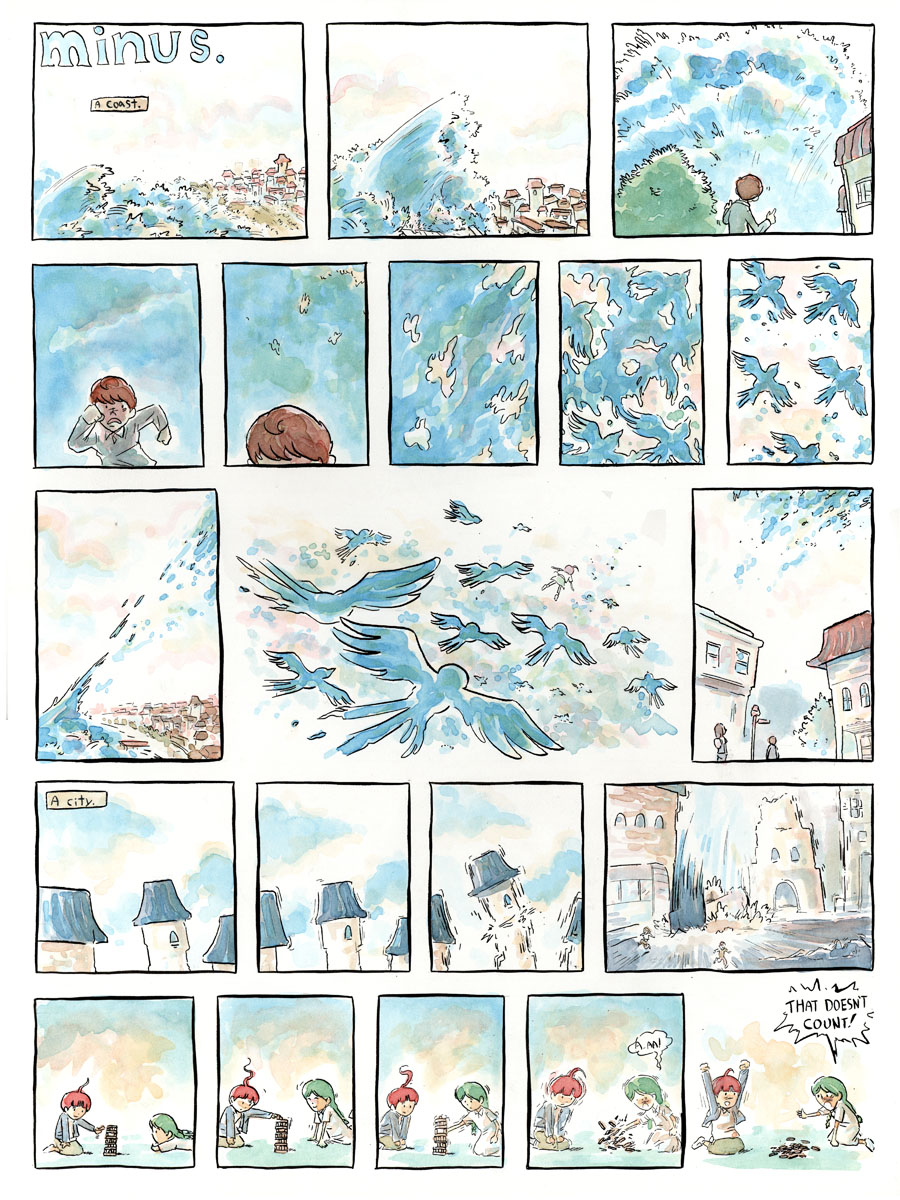 minus.
A coast.
A city.
A..AH!
THAT DOESN'T
COUNT!